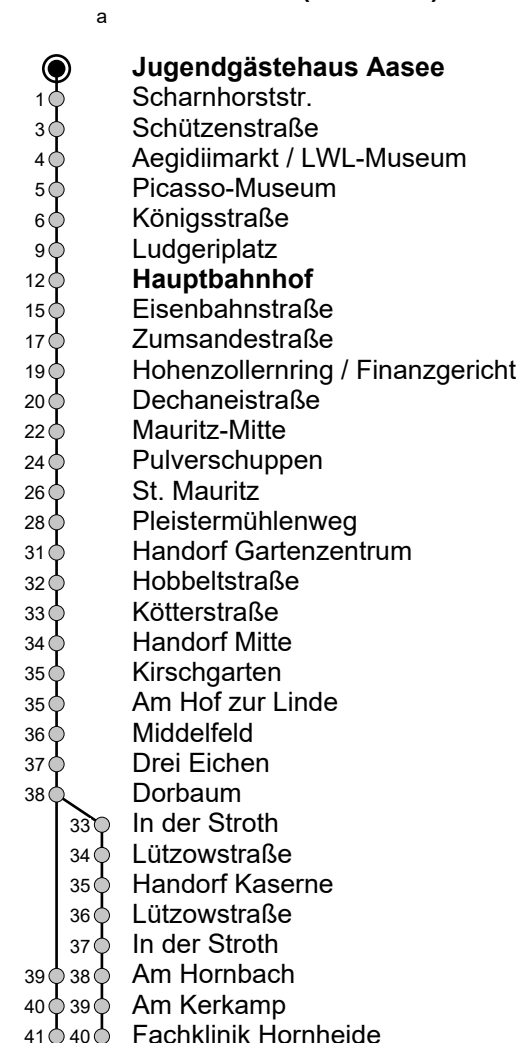 a
Jugendgästehaus Aasee
1 Scharnhorststr.
3 Schützenstraße
4 Aegidiimarkt / LWL-Museum
5 Picasso-Museum
6 Königsstraße
9 Ludgeriplatz
12 Hauptbahnhof
15 Eisenbahnstraße
17 Zumsandestraße
19 Hohenzollernring / Finanzgericht
20 Dechaneistraße
22 Mauritz-Mitte
24 Pulverschuppen
26 St. Mauritz
28 Pleistermühlenweg
31 Handorf Gartenzentrum
32 Hobbeltstraße
33 Kötterstraße
34 Handorf Mitte
35 Kirschgarten
35 Am Hof zur Linde
36 Middelfeld
37 Drei Eichen
38 Dorbaum
33 In der Stroth
34 Lützowstraße
35 Handorf Kaserne
36 Lützowstraße
37 In der Stroth
39 38 Am Hornbach
40 39 Am Kerkamp
41 40 Fachklinik Hornheide